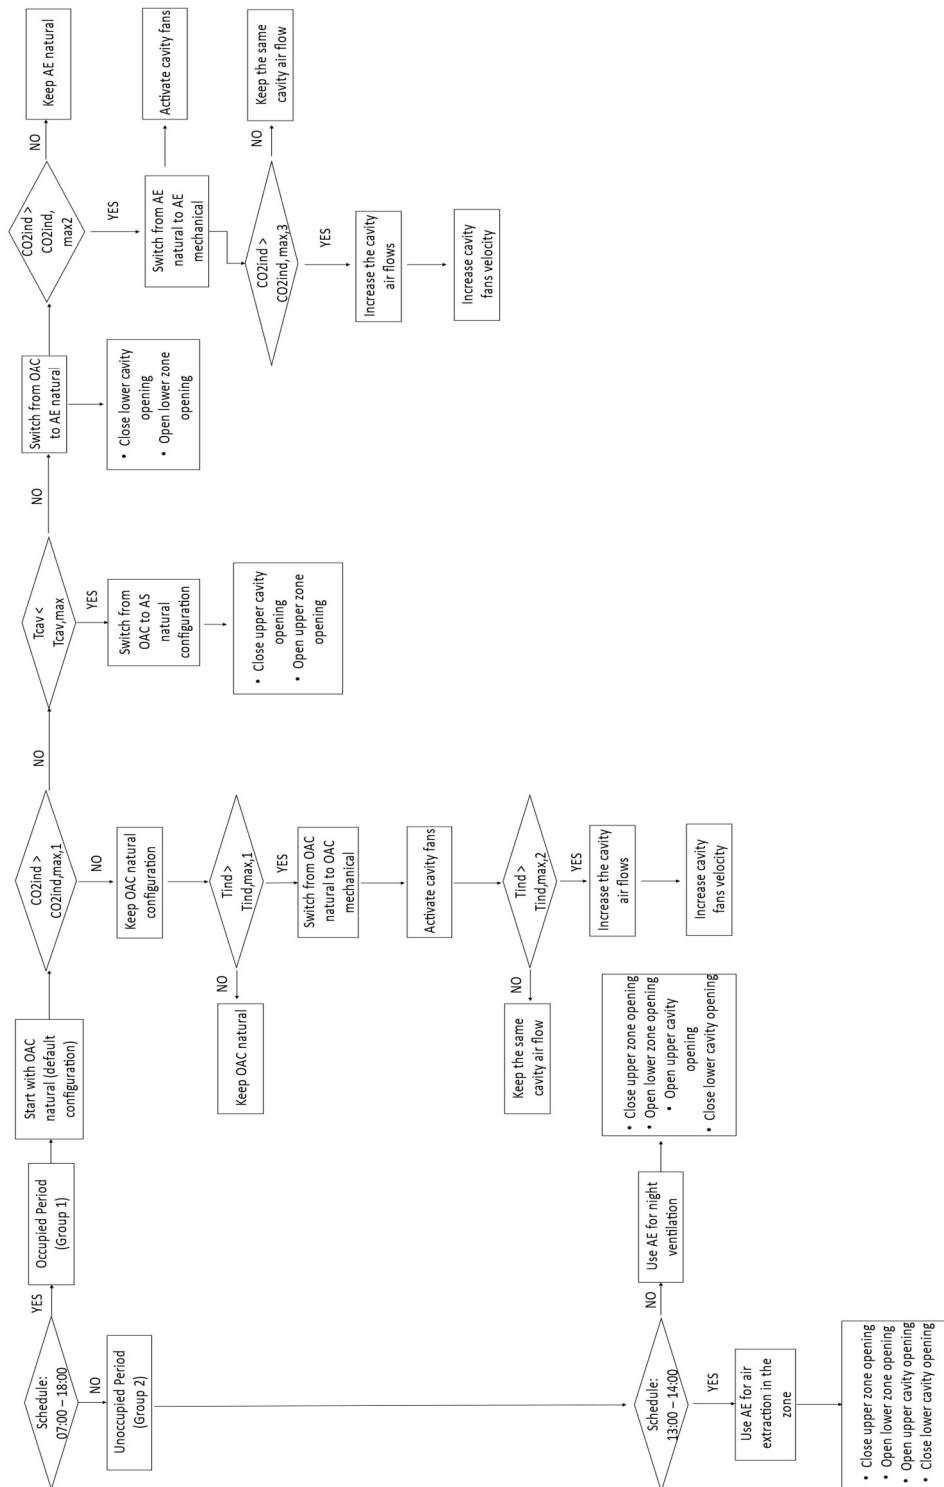 Schedule:
07:00 – 18:00
YES
Occupied Period
(Group 1)
Start with OAC
natural (default
configuration)
CO2ind >
CO2ind,max,1
NO
Tcav <
Tcav,max
NO
Switch from OAC
to AE natural
CO2ind >
CO2ind,
max2
NO
Keep AE natural
NO
Unoccupied Period
(Group 2)
NO
Keep OAC natural
configuration
Tind >
Tind,max,1
NO
Keep OAC natural
YES
Switch from OAC
natural to OAC
mechanical
Activate cavity fans
Tind >
Tind,max,2
NO
Keep the same
cavity air flow
YES
Increase the cavity
air flows
Increase cavity
fans velocity
YES
Switch from
OAC to AS
natural
configuration
• Close upper cavity
opening
• Open upper zone
opening
• Close lower cavity
opening
• Open lower zone
opening
YES
Switch from AE
natural to AE
mechanical
Activate cavity fans
CO2ind >
CO2ind, max,3
NO
Keep the same
cavity air flow
YES
Increase the cavity
air flows
Increase cavity
fans velocity
Schedule:
13:00 – 14:00
NO
Use AE for night
ventilation
• Close upper zone opening
• Open lower zone opening
• Open upper cavity
opening
• Close lower cavity opening
YES
Use AE for air
extraction in the
zone
• Close upper zone opening
• Open lower zone opening
• Open upper cavity opening
• Close lower cavity opening